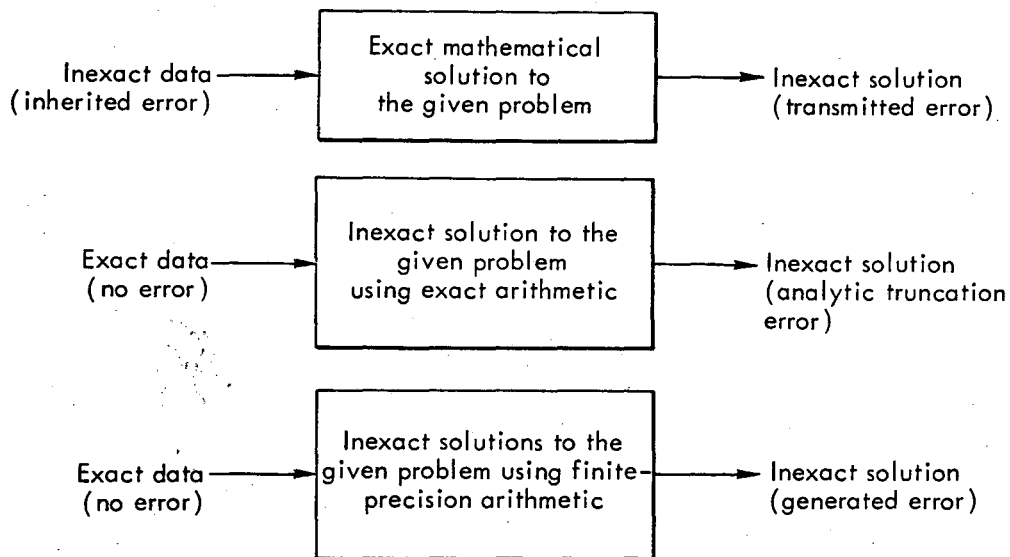 Inexact data
(inherited error)
Exact mathematical
solution to
the given problem
Inexact solution
(transmitted error)
Exact data
(no error)
Inexact solution to the
given problem
using exact arithmetic
Inexact solution
(analytic truncation
error)
Exact data
(no error)
Inexact solutions to the
given problem using finite-
precision arithmetic
Inexact solution
(generated error)